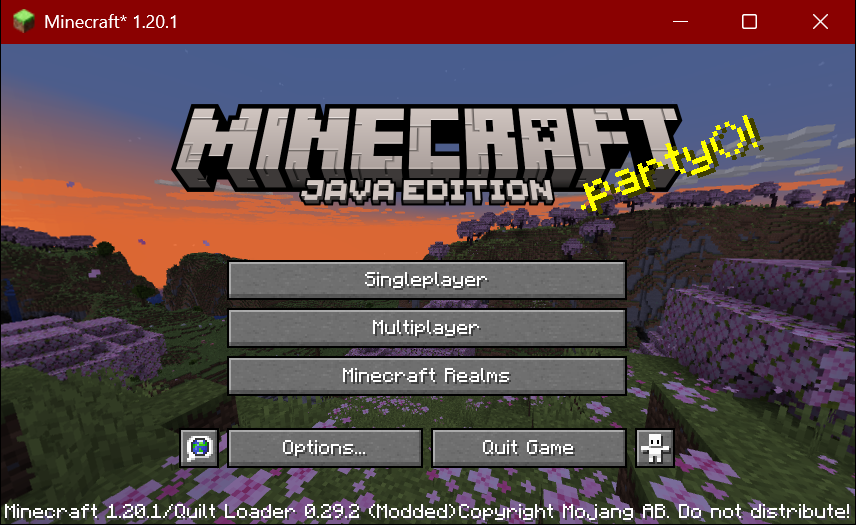 Minecraft* 1.20.1
MINECRAFT
JAVA EDITION
.party()!
Singleplayer
Multiplayer
Minecraft Realms
Options...
Quit Game
Minecraft 1.20.1/Quilt Loader 0.29.2 (Modded)
Copyright Mojang AB. Do not distribute!